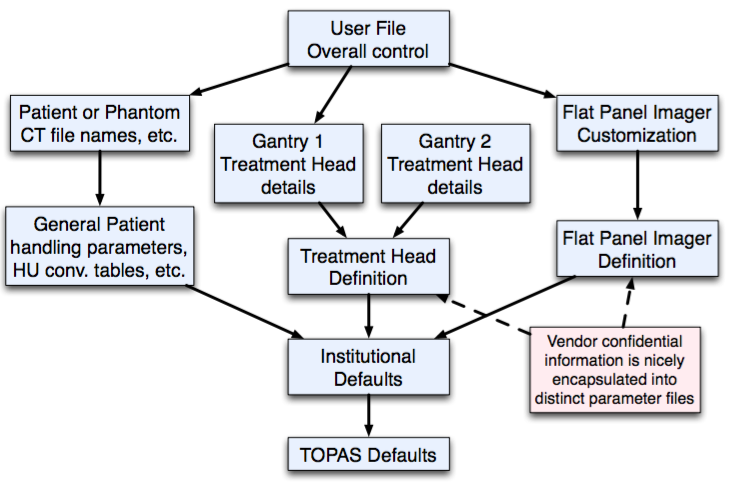 User File
Overall control
Patient or Phantom
CT file names, etc.
Gantry 1
Treatment Head
details
Gantry 2
Treatment Head
details
Flat Panel Imager
Customization
General Patient
handling parameters,
HU conv. tables, etc.
Treatment Head
Definition
Flat Panel Imager
Definition
Vendor confidential
information is nicely
encapsulated into
distinct parameter files
Institutional
Defaults
TOPAS Defaults